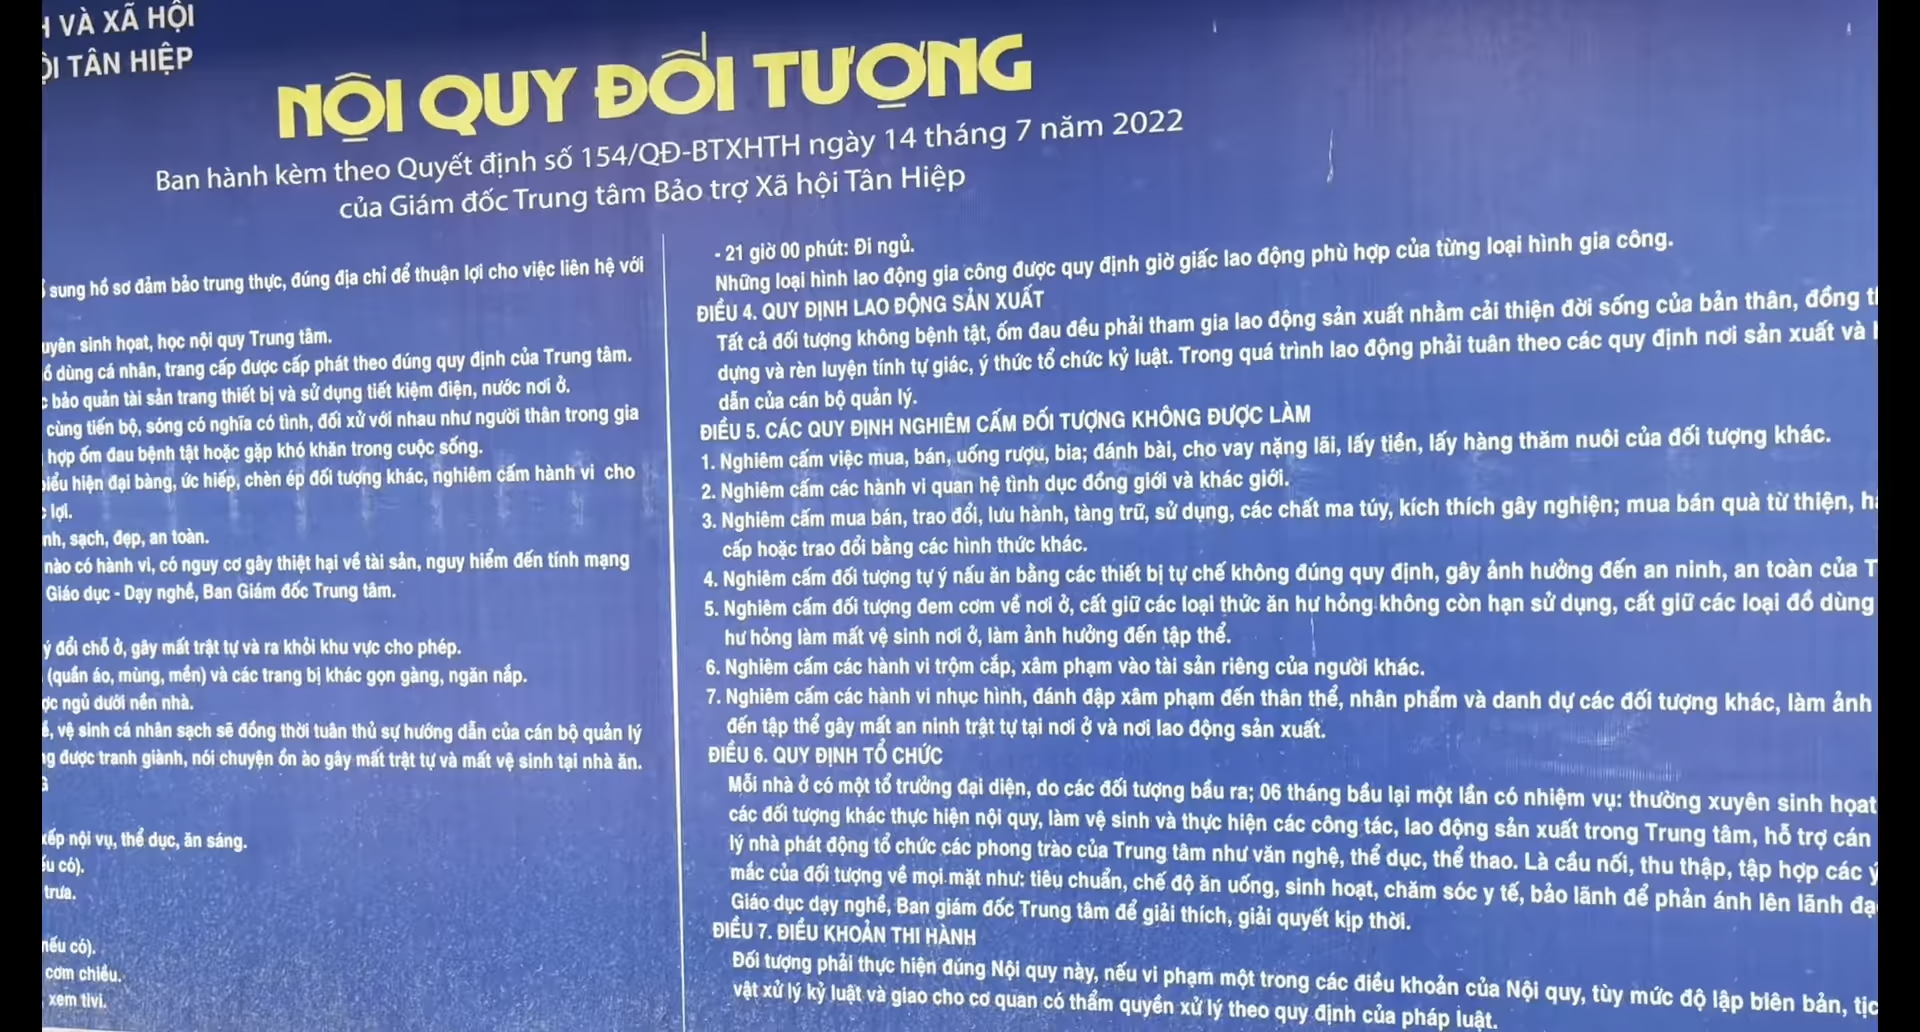 VÀ XÃ HỘI
TÂN HIỆP
NỘI QUY ĐỐI TƯỢNG
Ban hành kèm theo Quyết định số 154/QĐ-BTXHTH ngày 14 tháng 7 năm 2022
của Giám đốc Trung tâm Bảo trợ Xã hội Tân Hiệp
sung hồ sơ đảm bảo trung thực, đúng địa chỉ để thuận lợi cho việc liên hệ với
sinh họat, học nội quy Trung tâm.
dùng cá nhân, trang cấp được cấp phát theo đúng quy định của Trung tâm.
bảo quản tài sản trang thiết bị và sử dụng tiết kiệm điện, nước nơi ở.
cùng tiến bộ, sóng có nghĩa có tình, đối xử với nhau như người thân trong gia
hợp ốm đau bệnh tật hoặc gặp khó khăn trong cuộc sống.
hiện đại bàng, ức hiếp, chèn ép đối tượng khác, nghiêm cấm hành vi cho
lợi.
sạch, đẹp, an toàn.
nào có hành vi, có nguy cơ gây thiệt hại về tài sản, nguy hiểm đến tính mạng
Giáo dục - Dạy nghề, Ban Giám đốc Trung tâm.
ý đổi chỗ ở, gây mất trật tự và ra khỏi khu vực cho phép.
(quần áo, mùng, mền) và các trang bị khác gọn gàng, ngăn nắp.
ngủ dưới nền nhà.
vệ sinh cá nhân sạch sẽ đồng thời tuân thủ sự hướng dẫn của cán bộ quản lý
được tranh giành, nói chuyện ồn ào gây mất trật tự và mất vệ sinh tại nhà ăn.
xếp nội vụ, thể dục, ăn sáng.
có).
trưa.
nếu có).
cơm chiều.
xem tivi.
- 21 giờ 00 phút: Đi ngủ.
Những loại hình lao động gia công được quy định giờ giấc lao động phù hợp của từng loại hình gia công.
ĐIỀU 4. QUY ĐỊNH LAO ĐỘNG SẢN XUẤT
Tất cả đối tượng không bệnh tật, ốm đau đều phải tham gia lao động sản xuất nhằm cải thiện đời sống của bản thân, đồng
dựng và rèn luyện tính tự giác, ý thức tổ chức kỷ luật. Trong quá trình lao động phải tuân theo các quy định nơi sản xuất và
dẫn của cán bộ quản lý.
ĐIỀU 5. CÁC QUY ĐỊNH NGHIÊM CẤM ĐỐI TƯỢNG KHÔNG ĐƯỢC LÀM
1. Nghiêm cấm việc mua, bán, uống rượu, bia; đánh bài, cho vay nặng lãi, lấy tiền, lấy hàng thăm nuôi của đối tượng khác.
2. Nghiêm cấm các hành vi quan hệ tình dục đồng giới và khác giới.
3. Nghiêm cấm mua bán, trao đổi, lưu hành, tàng trữ, sử dụng, các chất ma túy, kích thích gây nghiện; mua bán quà từ thiện,
cấp hoặc trao đổi bằng các hình thức khác.
4. Nghiêm cấm đối tượng tự ý nấu ăn bằng các thiết bị tự chế không đúng quy định, gây ảnh hưởng đến an ninh, an toàn của
5. Nghiêm cấm đối tượng đem cơm về nơi ở, cất giữ các loại thức ăn hư hỏng không còn hạn sử dụng, cất giữ các loại đồ dùng
hư hỏng làm mất vệ sinh nơi ở, làm ảnh hưởng đến tập thể.
6. Nghiêm cấm các hành vi trộm cắp, xâm phạm vào tài sản riêng của người khác.
7. Nghiêm cấm các hành vi nhục hình, đánh đập xâm phạm đến thân thể, nhân phẩm và danh dự các đối tượng khác, làm ảnh
đến tập thể gây mất an ninh trật tự tại nơi ở và nơi lao động sản xuất.
ĐIỀU 6. QUY ĐỊNH TỔ CHỨC
Mỗi nhà ở có một tổ trưởng đại diện, do các đối tượng bầu ra; 06 tháng bầu lại một lần có nhiệm vụ: thường xuyên sinh họat
các đối tượng khác thực hiện nội quy, làm vệ sinh và thực hiện các công tác, lao động sản xuất trong Trung tâm, hỗ trợ cán
lý nhà phát động tổ chức các phong trào của Trung tâm như văn nghệ, thể dục, thể thao. Là cầu nối, thu thập, tập hợp các ý
mắc của đối tượng về mọi mặt như: tiêu chuẩn, chế độ ăn uống, sinh hoạt, chăm sóc y tế, bảo lãnh để phản ánh lên lãnh
Giáo dục dạy nghề, Ban giám đốc Trung tâm để giải thích, giải quyết kịp thời.
ĐIỀU 7. ĐIỀU KHOẢN THI HÀNH
Đối tượng phải thực hiện đúng Nội quy này, nếu vi phạm một trong các điều khoản của Nội quy, tùy mức độ lập biên bản,
vật xử lý kỷ luật và giao cho cơ quan có thẩm quyền xử lý theo quy định của pháp luật.